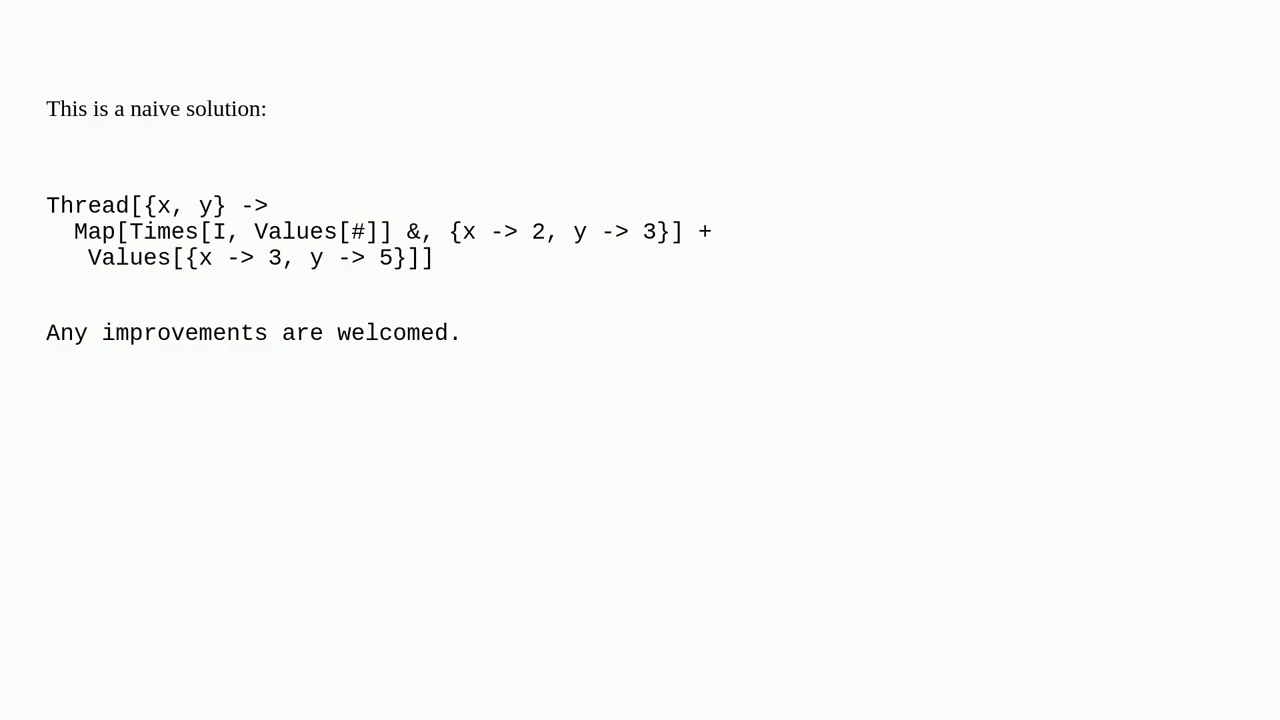 This is a naive solution:
Thread[{x, y} ->
  Map[Times[I, Values[#]] &, {x -> 2, y -> 3}] +
   Values[{x -> 3, y -> 5}]]
Any improvements are welcomed.